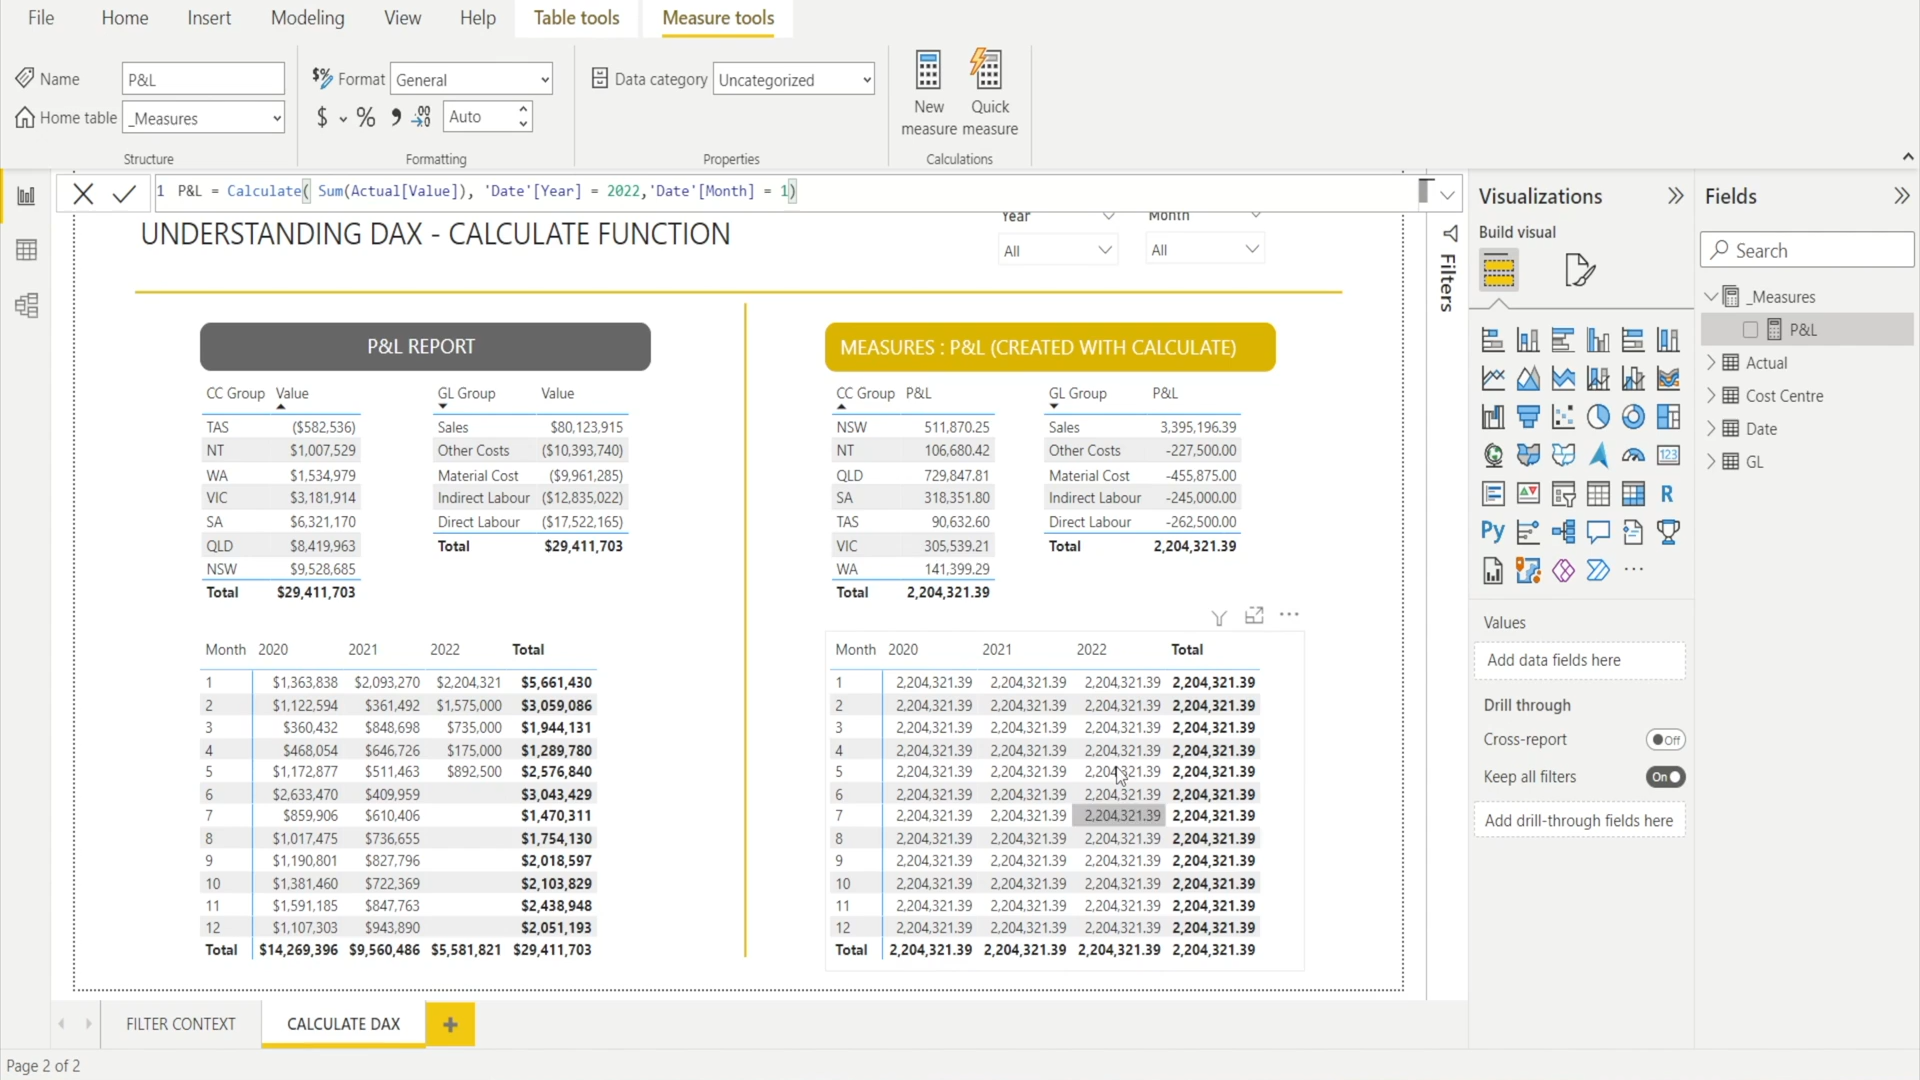 File Home Insert Modeling View Help Table tools Measure tools
Name P&L Format General Data category Uncategorized New measure Quick measure
Home table _Measures $ % 9 .00 Auto
Structure Formatting Properties Calculations
1 P&L = Calculate( Sum(Actual[Value]), 'Date'[Year] = 2022,'Date'[Month] = 1)
UNDERSTANDING DAX - CALCULATE FUNCTION
Year Month
All All
Filters
P&L REPORT
CC Group Value
TAS ($582,536)
NT $1,007,529
WA $1,534,979
VIC $3,181,914
SA $6,321,170
QLD $8,419,963
NSW $9,528,685
Total $29,411,703
GL Group Value
Sales $80,123,915
Other Costs ($10,393,740)
Material Cost ($9,961,285)
Indirect Labour ($12,835,022)
Direct Labour ($17,522,165)
Total $29,411,703
Month 2020 2021 2022 Total
1 $1,363,838 $2,093,270 $2,204,321 $5,661,430
2 $1,122,594 $361,492 $1,575,000 $3,059,086
3 $360,432 $848,698 $735,000 $1,944,131
4 $468,054 $646,726 $175,000 $1,289,780
5 $1,172,877 $511,463 $892,500 $2,576,840
6 $2,633,470 $409,959 $3,043,429
7 $859,906 $610,406 $1,470,311
8 $1,017,475 $736,655 $1,754,130
9 $1,190,801 $827,796 $2,018,597
10 $1,381,460 $722,369 $2,103,829
11 $1,591,185 $847,763 $2,438,948
12 $1,107,303 $943,890 $2,051,193
Total $14,269,396 $9,560,486 $5,581,821 $29,411,703
MEASURES : P&L (CREATED WITH CALCULATE)
CC Group P&L
NSW 511,870.25
NT 106,680.42
QLD 729,847.81
SA 318,351.80
TAS 90,632.60
VIC 305,539.21
WA 141,399.29
Total 2,204,321.39
GL Group P&L
Sales 3,395,196.39
Other Costs -227,500.00
Material Cost -455,875.00
Indirect Labour -245,000.00
Direct Labour -262,500.00
Total 2,204,321.39
Month 2020 2021 2022 Total
1 2,204,321.39 2,204,321.39 2,204,321.39 2,204,321.39
2 2,204,321.39 2,204,321.39 2,204,321.39 2,204,321.39
3 2,204,321.39 2,204,321.39 2,204,321.39 2,204,321.39
4 2,204,321.39 2,204,321.39 2,204,321.39 2,204,321.39
5 2,204,321.39 2,204,321.39 2,204,321.39 2,204,321.39
6 2,204,321.39 2,204,321.39 2,204,321.39 2,204,321.39
7 2,204,321.39 2,204,321.39 2,204,321.39 2,204,321.39
8 2,204,321.39 2,204,321.39 2,204,321.39 2,204,321.39
9 2,204,321.39 2,204,321.39 2,204,321.39 2,204,321.39
10 2,204,321.39 2,204,321.39 2,204,321.39 2,204,321.39
11 2,204,321.39 2,204,321.39 2,204,321.39 2,204,321.39
12 2,204,321.39 2,204,321.39 2,204,321.39 2,204,321.39
Total 2,204,321.39 2,204,321.39 2,204,321.39 2,204,321.39
Visualizations
Build visual
123
R
Py
Values
Add data fields here
Drill through
Cross-report Off
Keep all filters On
Add drill-through fields here
Fields
Search
_Measures
P&L
Actual
Cost Centre
Date
GL
FILTER CONTEXT CALCULATE DAX
Page 2 of 2